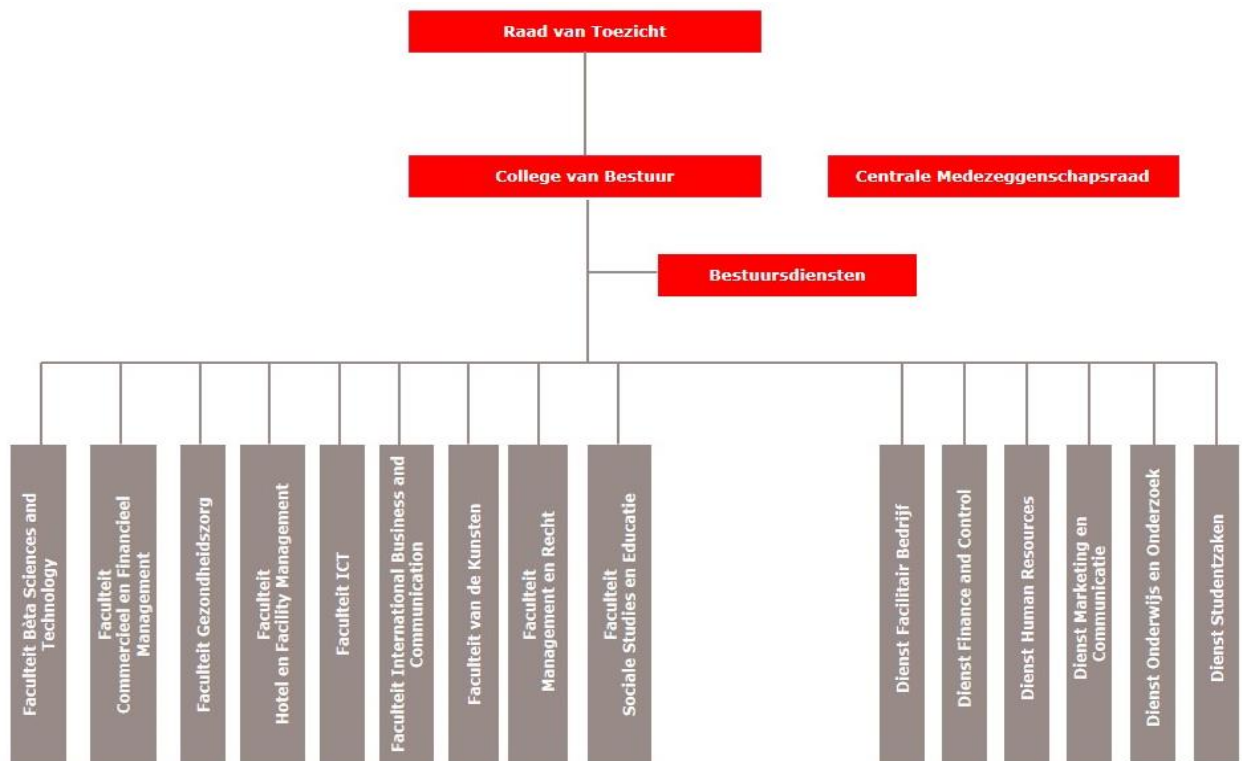 Raad van Toezicht
College van Bestuur
Centrale Medezeggenschapsraad
Bestuursdiensten
Faculteit Bèta Sciences and
Technology
Faculteit
Commercieel en Financieel
Management
Faculteit Gezondheidszorg
Faculteit
Hotel en Facility Management
Faculteit ICT
Faculteit International Business and
Communication
Faculteit van de Kunsten
Faculteit
Management en Recht
Faculteit
Sociale Studies en Educatie
Dienst Facilitair Bedrijf
Dienst Finance and Control
Dienst Human Resources
Dienst Marketing en
Communicatie
Dienst Onderwijs en Onderzoek
Dienst Studentzaken